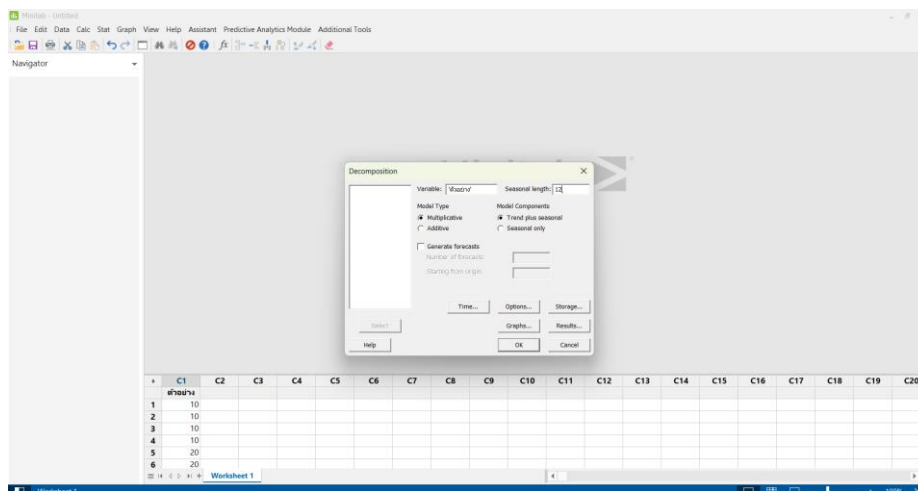 Minitab - Untitled
File Edit Data Calc Stat Graph View Help Assistant Predictive Analytics Module Additional Tools
Navigator
Decomposition
Variable: 'ตัวอย่าง' Seasonal length: 12
Model Type Model Components
Multiplicative Trend plus seasonal
Additive Seasonal only
Generate forecasts
Number of forecasts:
Starting from origin:
Time... Options... Storage...
Select Graphs... Results...
Help OK Cancel
C1 C2 C3 C4 C5 C6 C7 C8 C9 C10 C11 C12 C13 C14 C15 C16 C17 C18 C19 C20
ตัวอย่าง
1 10
2 10
3 10
4 10
5 20
6 20
Worksheet 1
Worksheet 1
100%